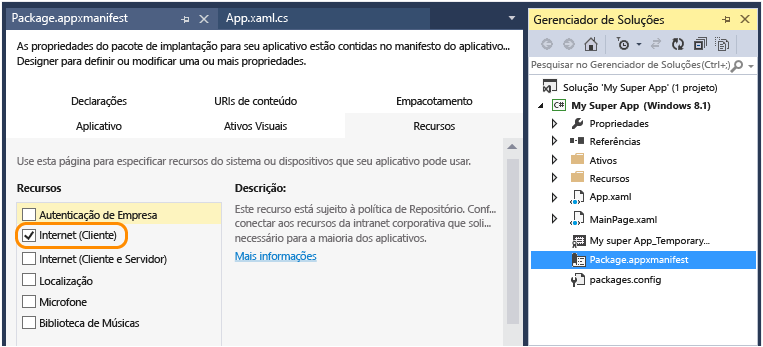 Package.appxmanifest
App.xaml.cs
As propriedades do pacote de implantação para seu aplicativo estão contidas no manifesto do aplicativo...
Designer para definir ou modificar uma ou mais propriedades.
Declarações
URIs de conteúdo
Empacotamento
Aplicativo
Ativos Visuais
Recursos
Use esta página para especificar recursos do sistema ou dispositivos que seu aplicativo pode usar.
Recursos
Autenticação de Empresa
Internet (Cliente)
Internet (Cliente e Servidor)
Localização
Microfone
Biblioteca de Músicas
Descrição:
Este recurso está sujeito à política de Repositório. Conf...
conectar aos recursos da intranet corporativa que soli...
necessário para a maioria dos aplicativos.
Mais informações
Gerenciador de Soluções
Pesquisar no Gerenciador de Soluções(Ctrl+;)
Solução 'My Super App' (1 projeto)
C# My Super App (Windows 8.1)
Propriedades
Referências
Ativos
Recursos
App.xaml
MainPage.xaml
My super App_Temporary...
Package.appxmanifest
packages.config